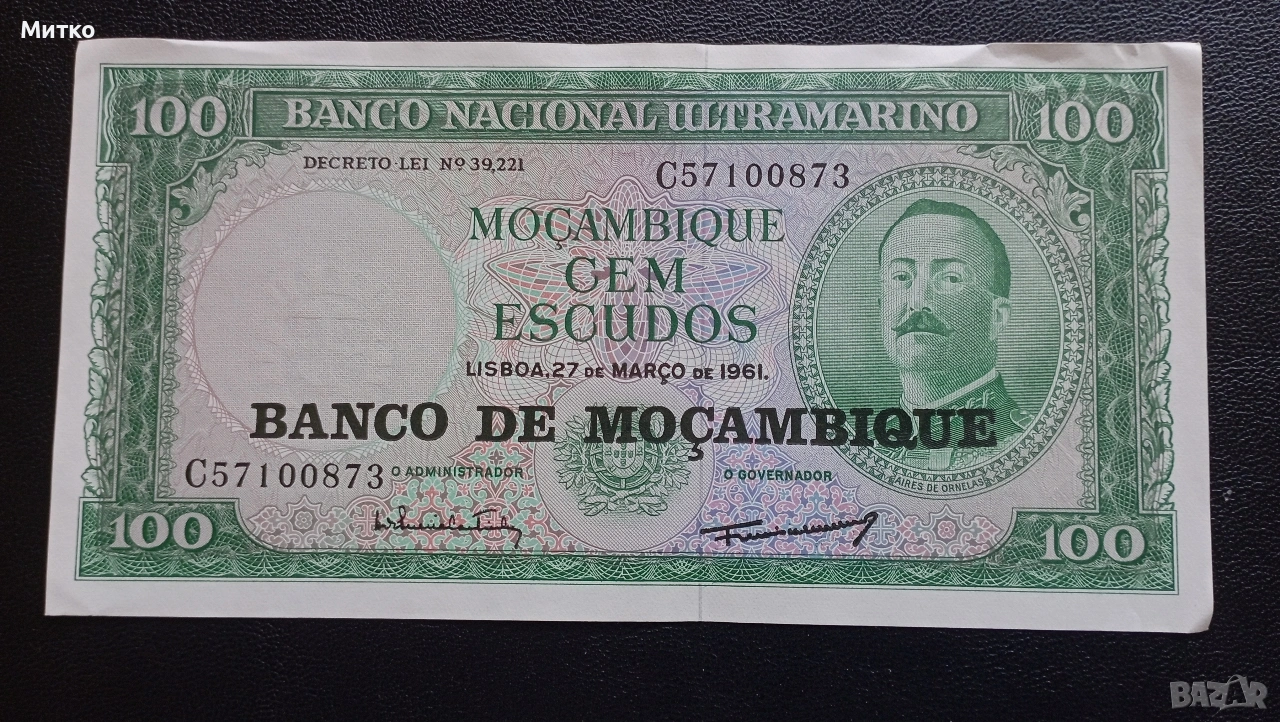 Митко
100 BANCO NACIONAL ULTRAMARINO 100
DECRETO-LEI Nº 39,221
C57100873
MOÇAMBIQUE
CEM
ESCUDOS
LISBOA, 27 DE MARÇO DE 1961.
BANCO DE MOÇAMBIQUE
C57100873
O ADMINISTRADOR
O GOVERNADOR
AIRES DE ORNELAS
100
100
BAZAR